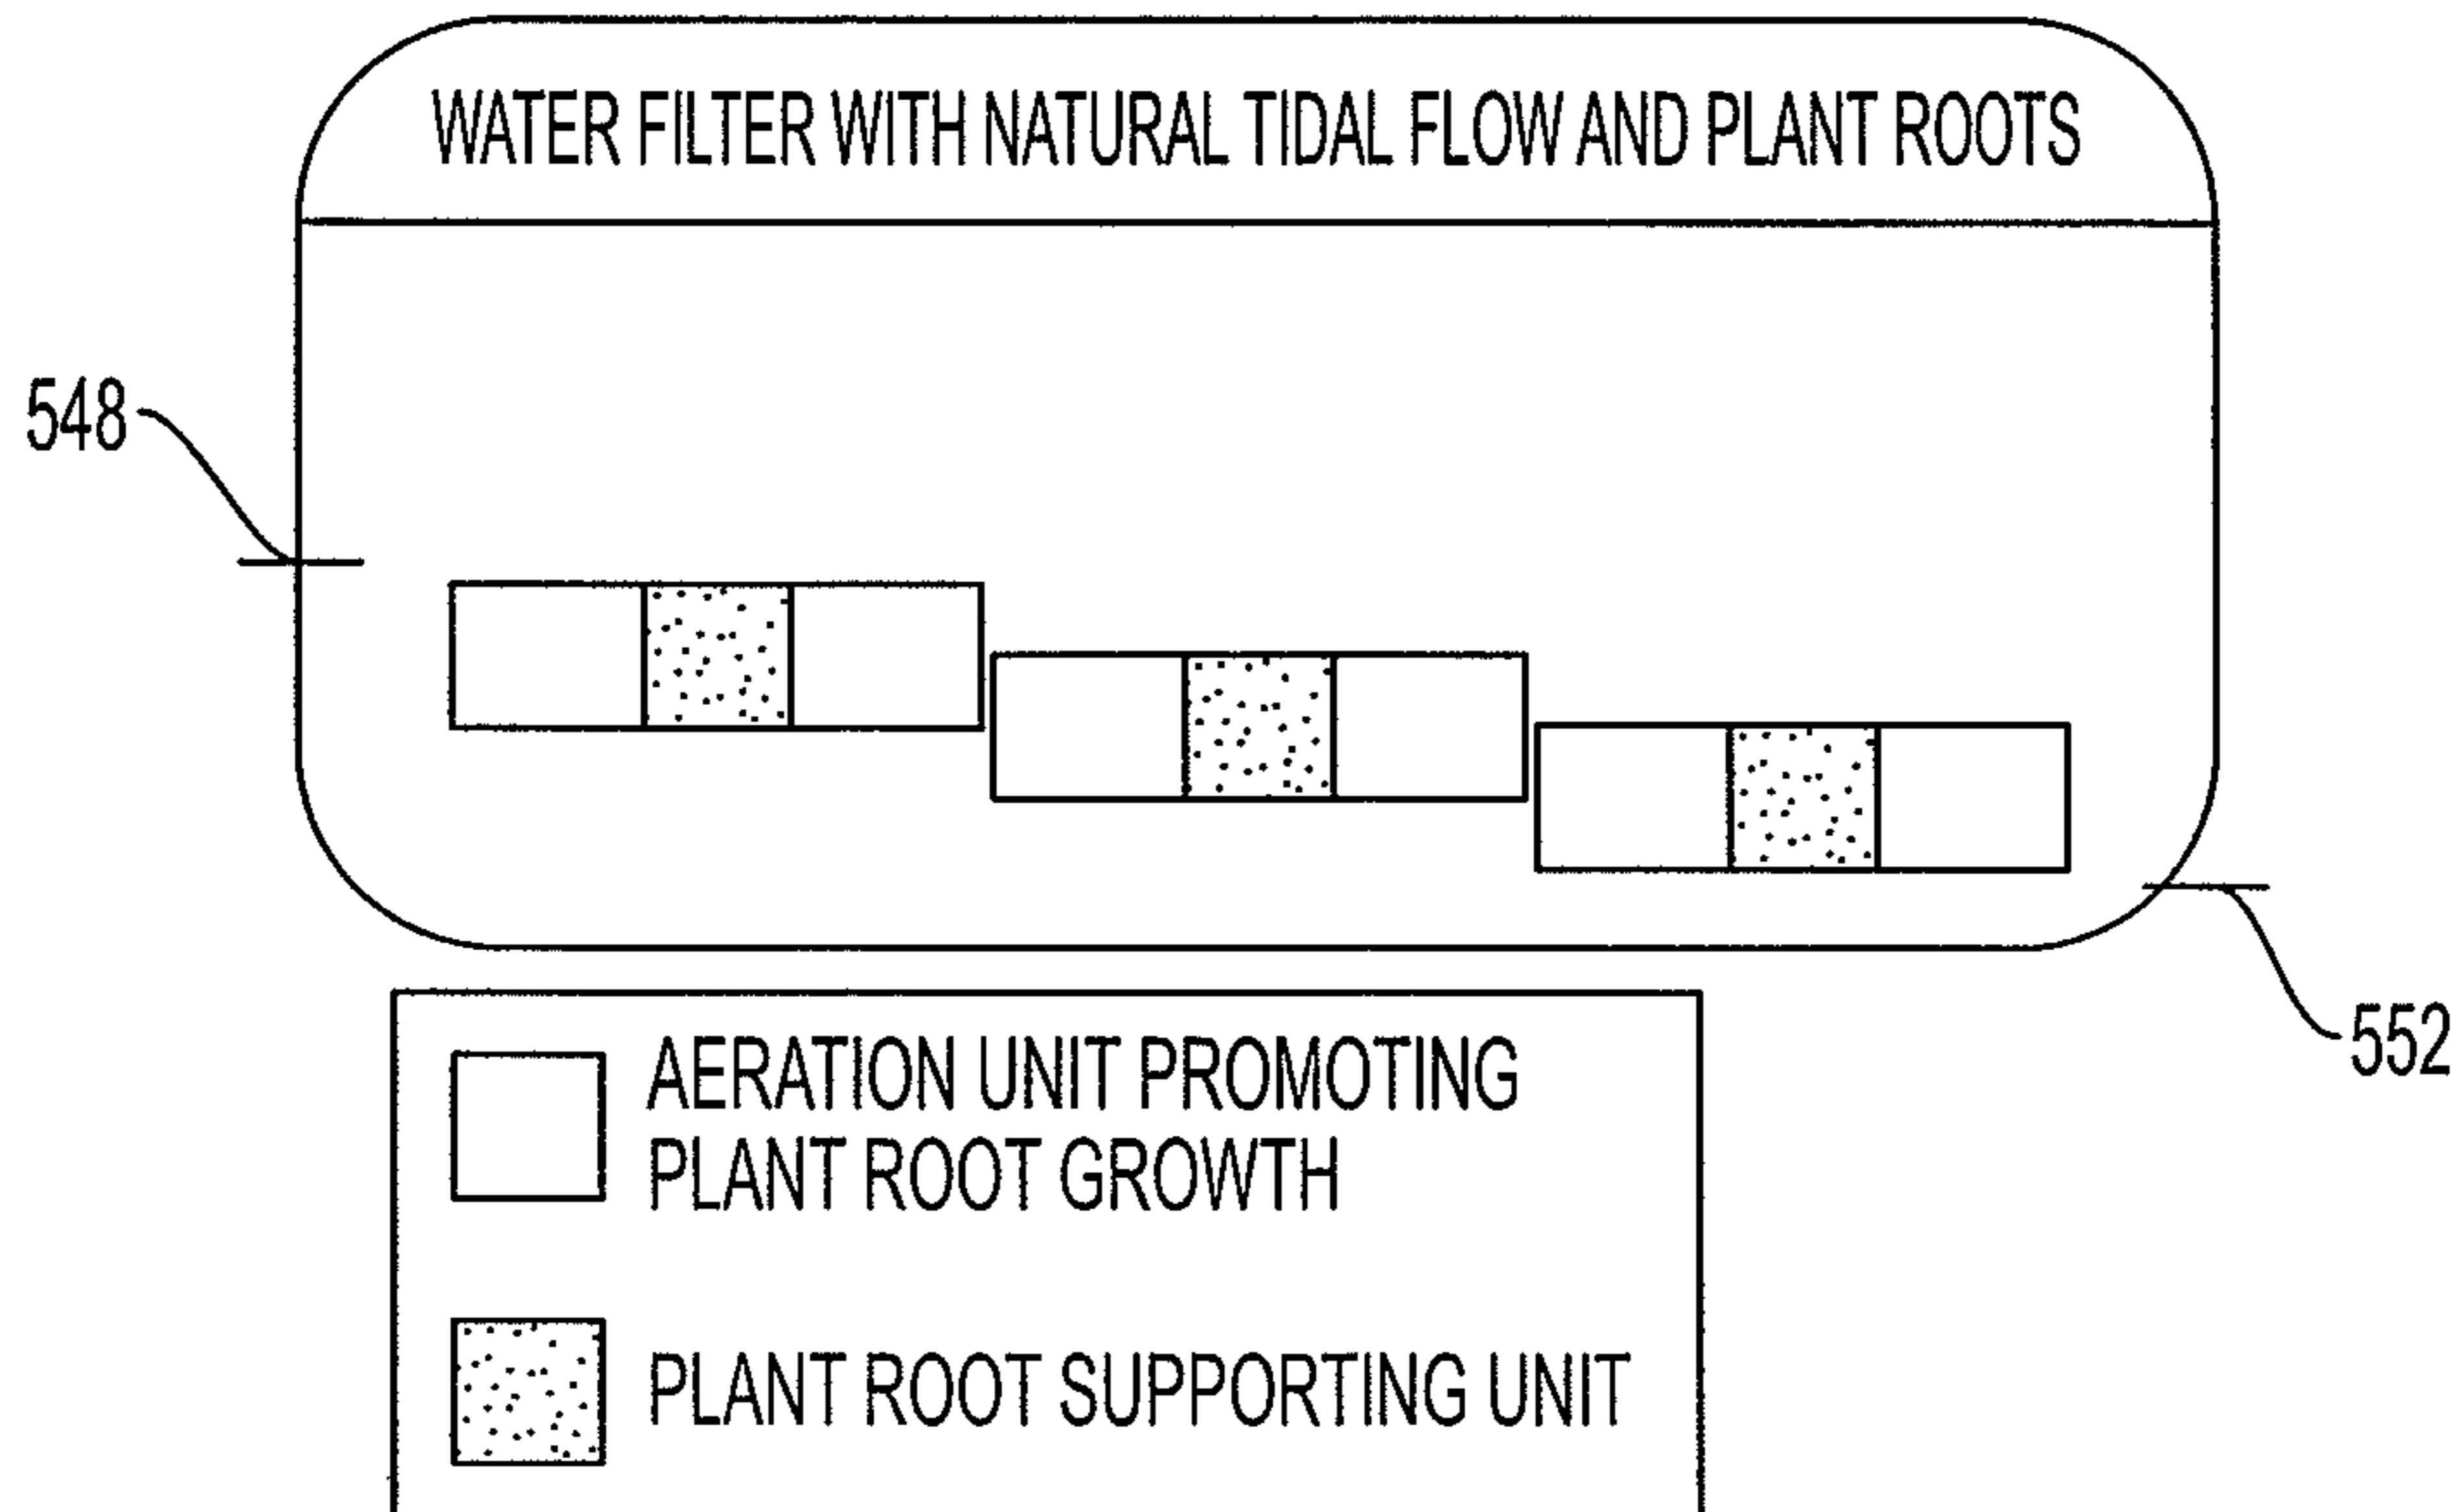 WATER FILTER WITH NATURAL TIDAL FLOW AND PLANT ROOTS
548
552
AERATION UNIT PROMOTING
PLANT ROOT GROWTH
PLANT ROOT SUPPORTING UNIT